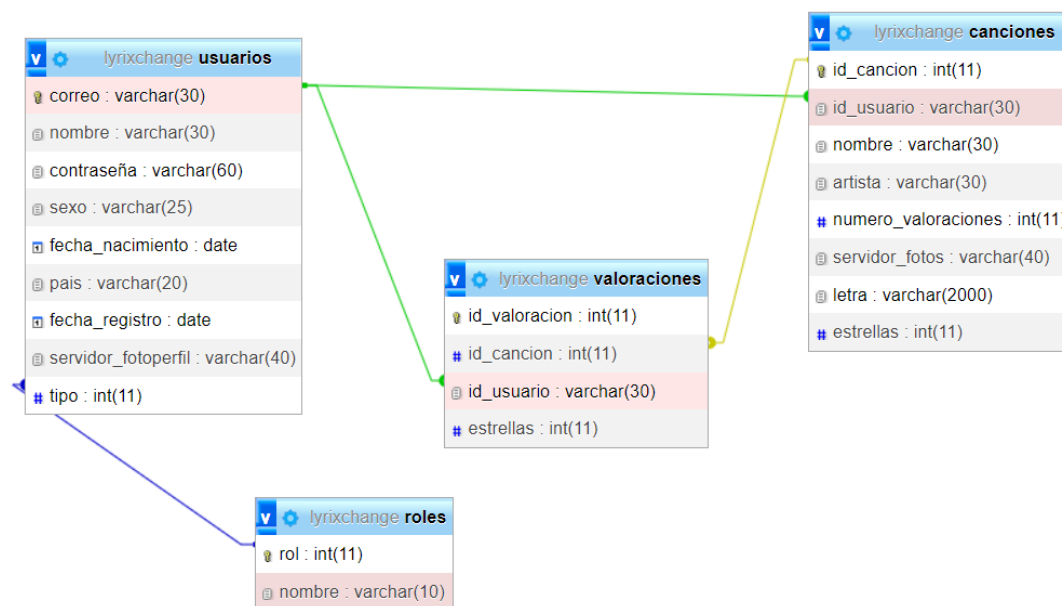 lyrixchange usuarios
correo : varchar(30)
nombre : varchar(30)
contraseña : varchar(60)
sexo : varchar(25)
fecha_nacimiento : date
pais : varchar(20)
fecha_registro : date
servidor_fotoperfil : varchar(40)
tipo : int(11)
lyrixchange valoraciones
id_valoracion : int(11)
id_cancion : int(11)
id_usuario : varchar(30)
estrellas : int(11)
lyrixchange canciones
id_cancion : int(11)
id_usuario : varchar(30)
nombre : varchar(30)
artista : varchar(30)
numero_valoraciones : int(11)
servidor_fotos : varchar(40)
letra : varchar(2000)
estrellas : int(11)
lyrixchange roles
rol : int(11)
nombre : varchar(10)